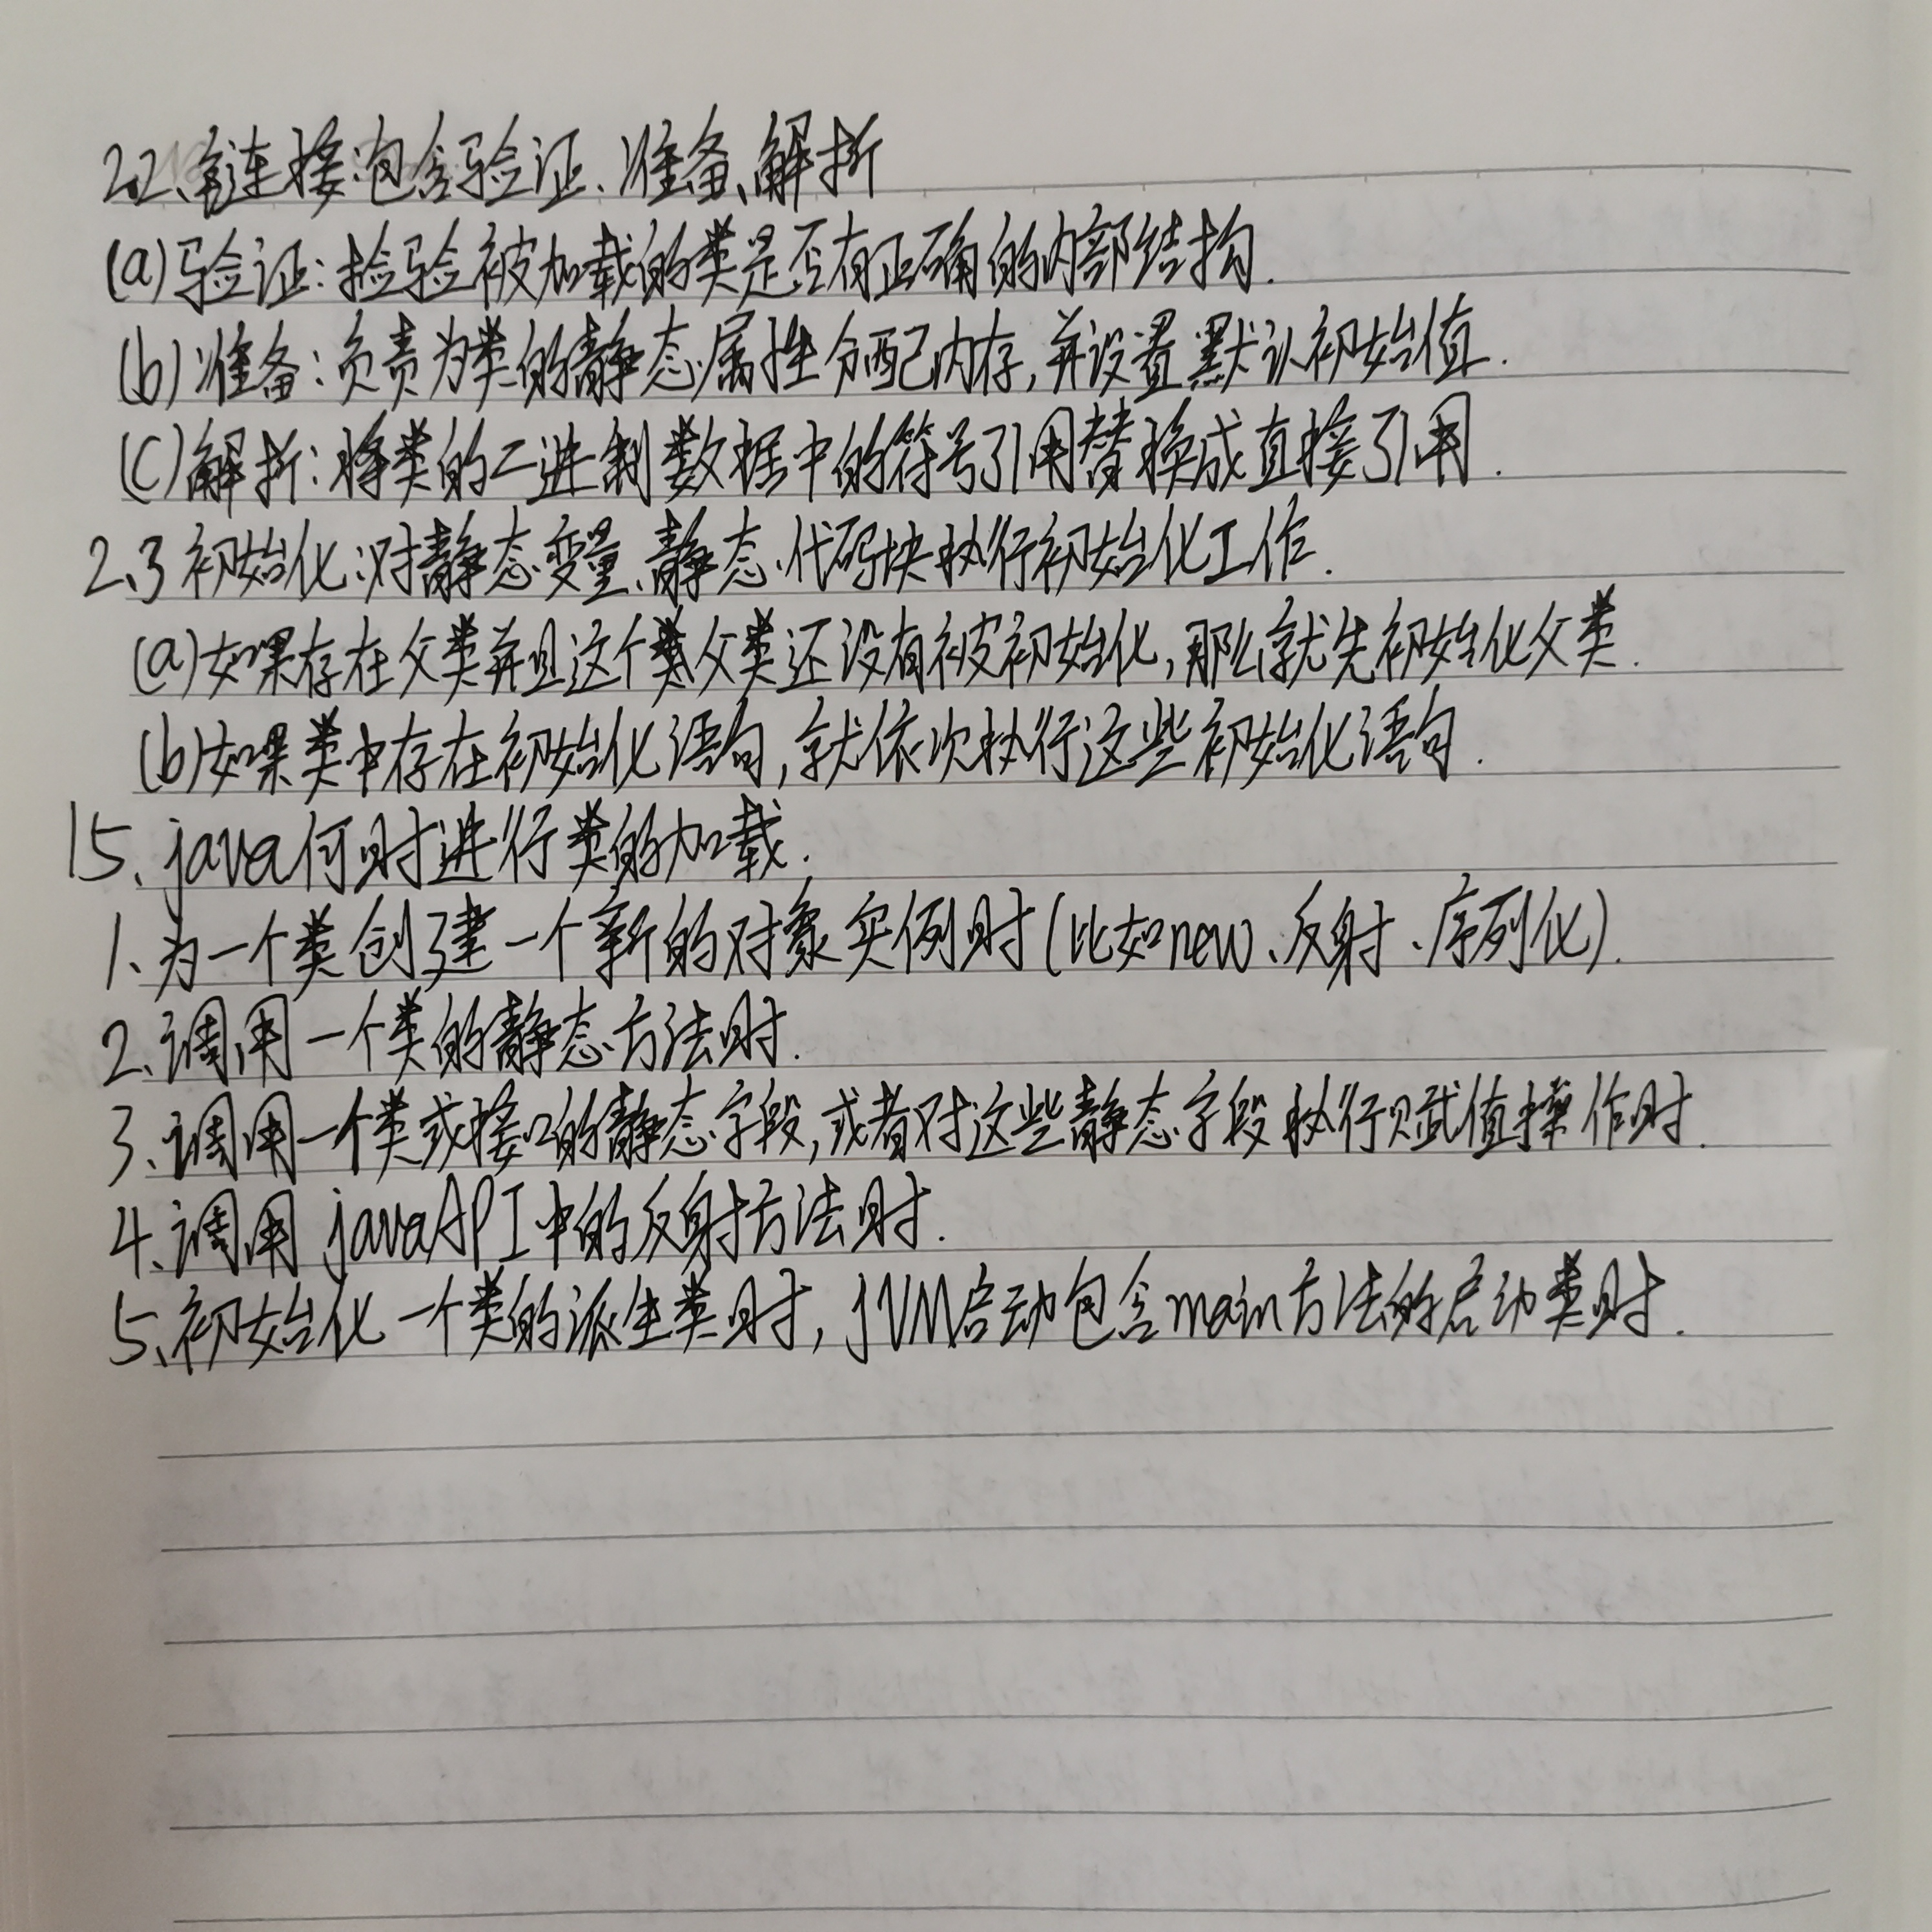 2.2、链接:包含验证、准备、解折
(a)验证:捡验被加载的类是否有正确的内部结构.
(b)准备:负责为类的静态属性分配内存,并设置默认初始值.
(C)解折:将类的二进制数据中的符号引用替换成直接引用.
2、3初始化:对静态变量、静态代码块执行初始化工作.
(a)如果存在父类并且这个类父类还没有被初始化,那么就先初始化父类.
(b)如果类中存在初始化语句,就依次执行这些初始化语句.
15、java何时进行类的加载.
1、为一个类创建一个新的对象实例时(比如new、反射、序列化).
2、调用一个类的静态方法时.
3、调用一个类或接口的静态字段,或者对这些静态字段执行赋值操作时.
4、调用javaAPI中的反射方法时.
5、初始化一个类的派生类时,JVM启动包含main方法的启动类时.